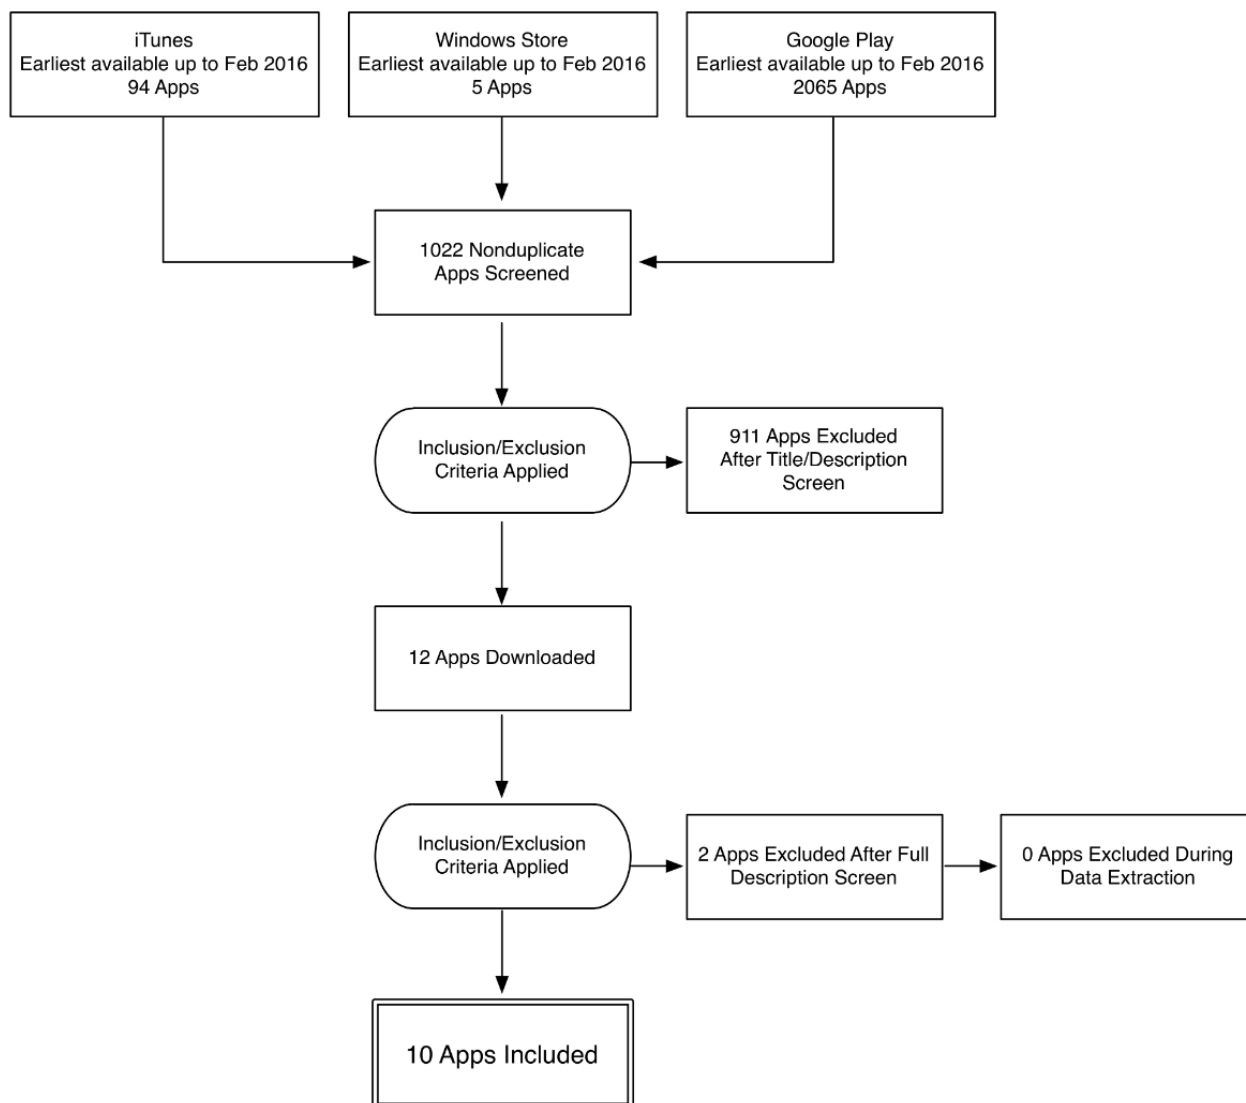 iTunes
Earliest available up to Feb 2016
94 Apps
Windows Store
Earliest available up to Feb 2016
5 Apps
Google Play
Earliest available up to Feb 2016
2065 Apps
1022 Nonduplicate
Apps Screened
Inclusion/Exclusion
Criteria Applied
911 Apps Excluded
After Title/Description
Screen
12 Apps Downloaded
Inclusion/Exclusion
Criteria Applied
2 Apps Excluded After Full
Description Screen
0 Apps Excluded During
Data Extraction
10 Apps Included